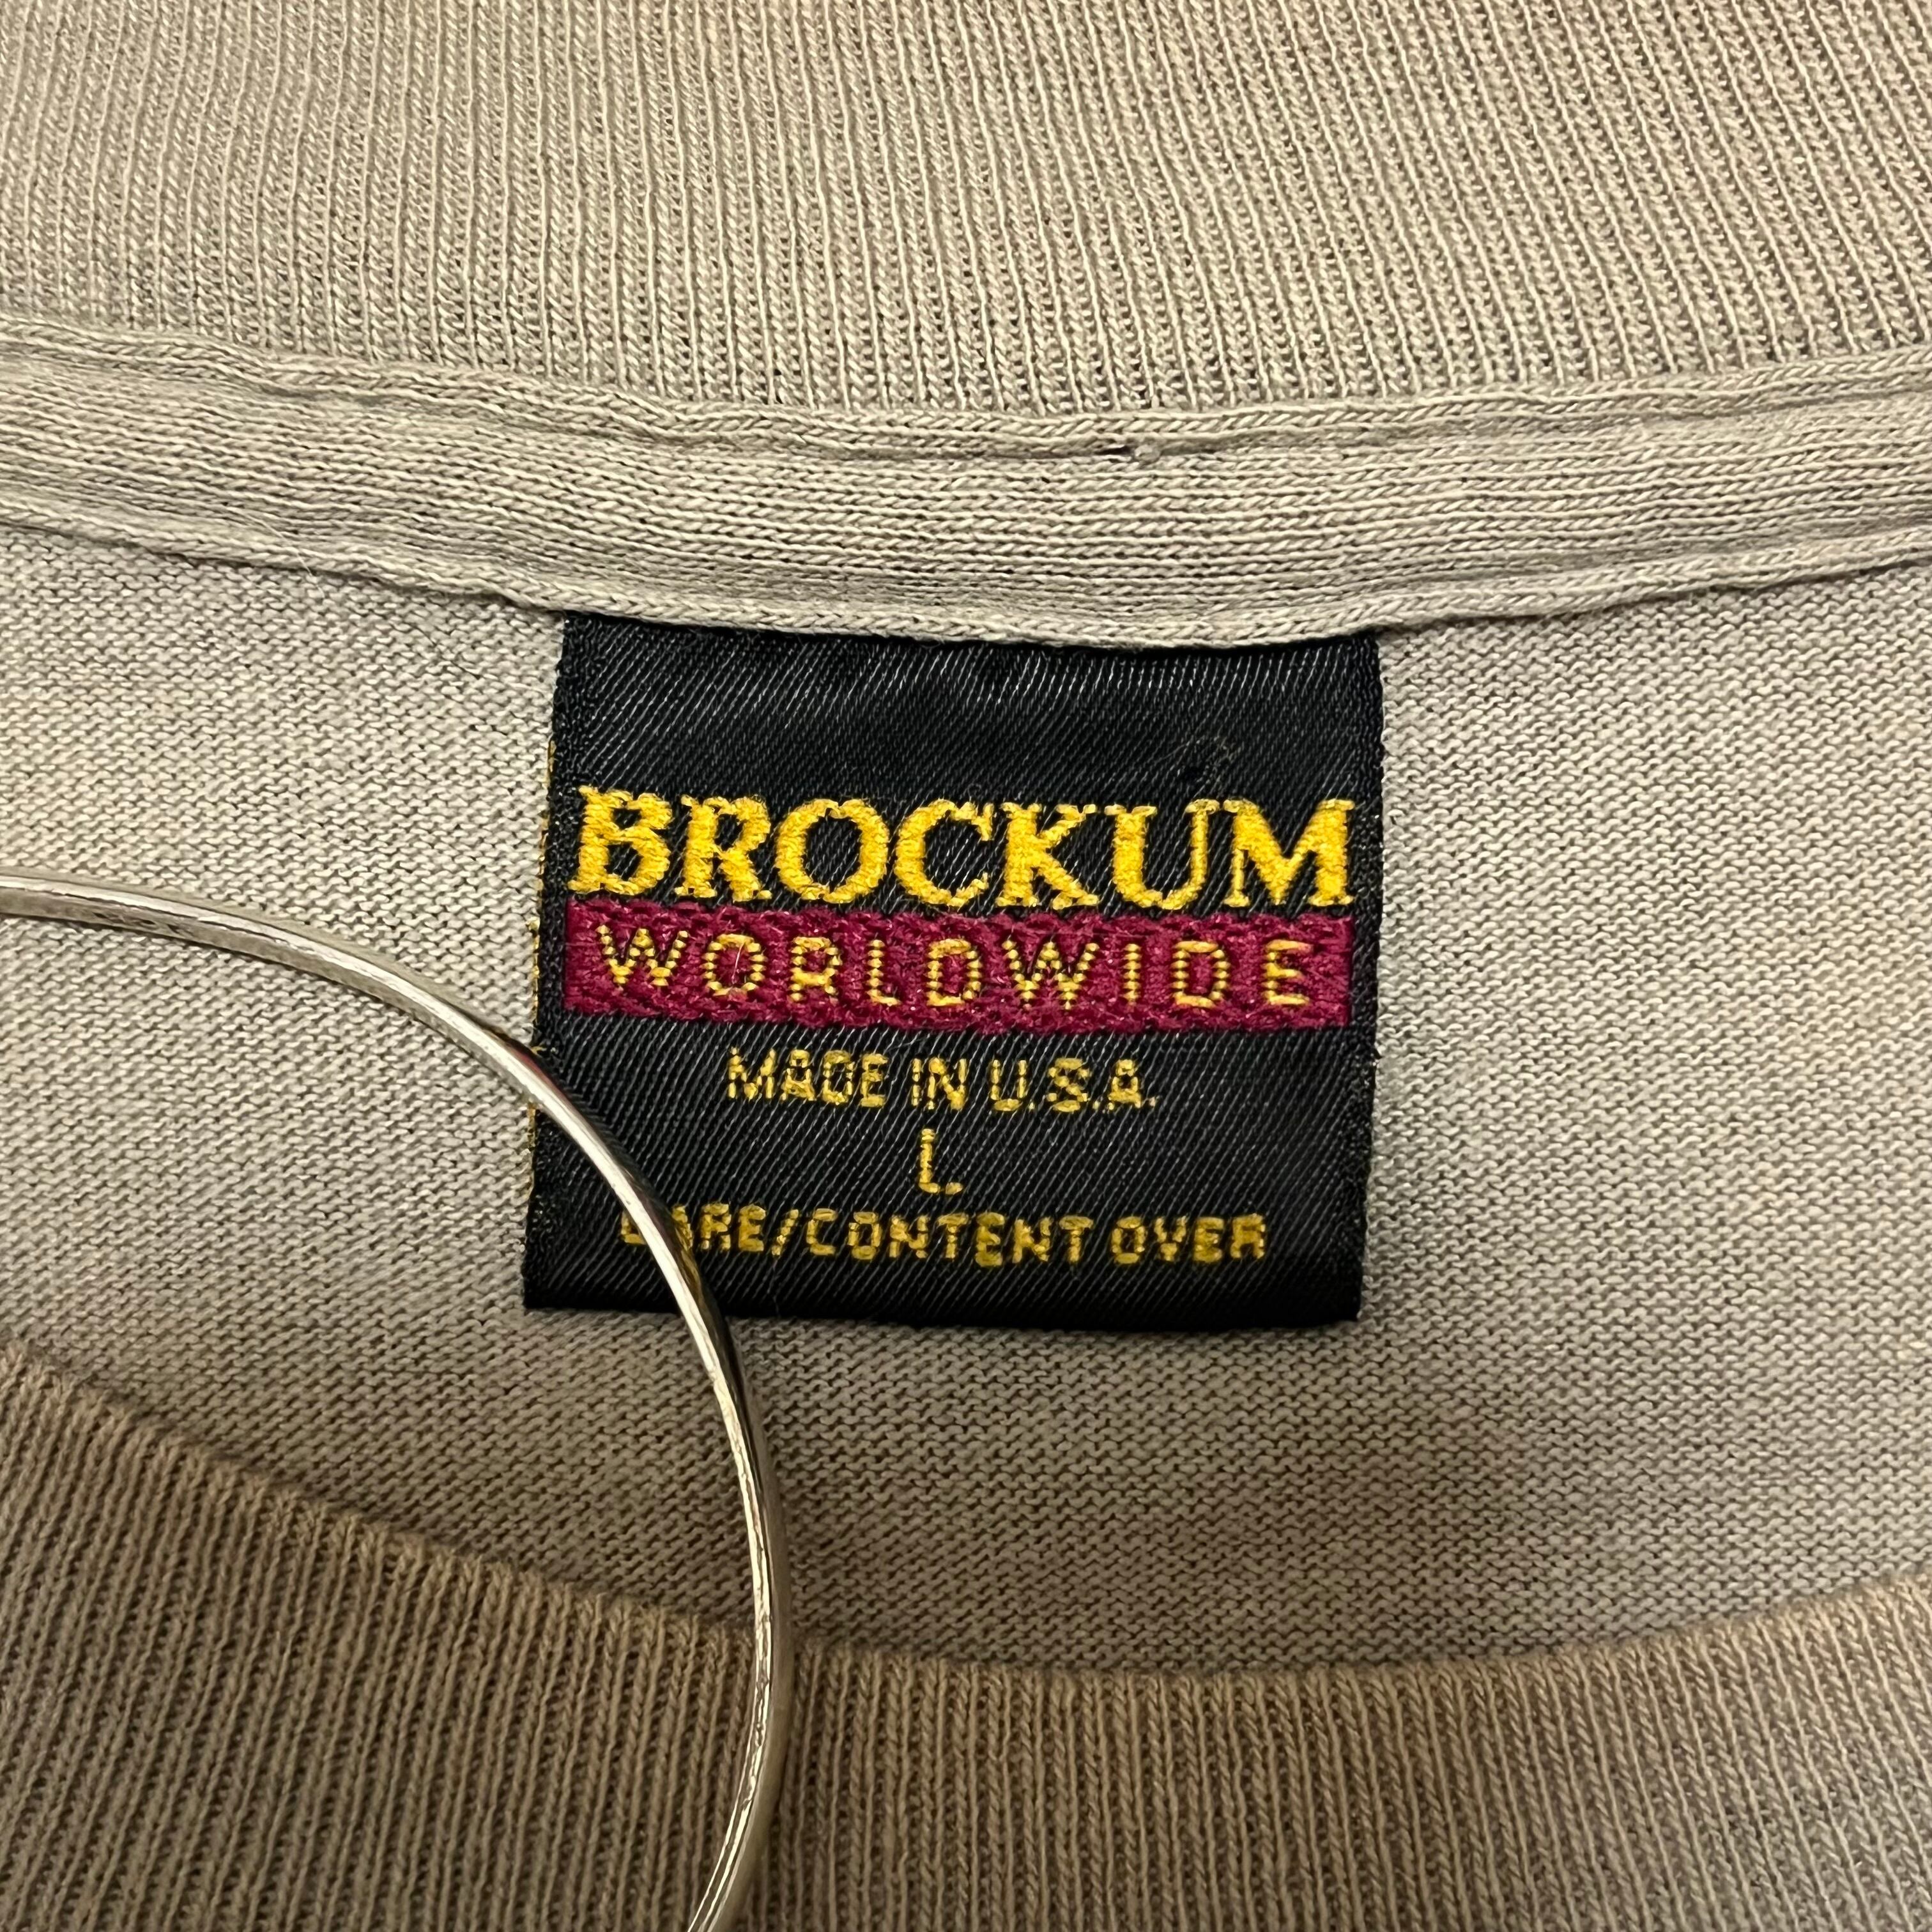 BROCKUM
WORLDWIDE
MADE IN U.S.A.
L
CARE/CONTENT OVER